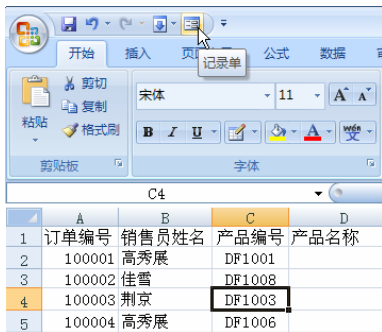 开始 插入 公式 数据
记录单
剪切
复制
格式刷
粘贴
宋体 11 A A
B I U A wén 变
剪贴板 字体
C4
A B C D
1 订单编号 销售员姓名 产品编号 产品名称
2 100001 高秀展 DF1001
3 100002 佳雪 DF1008
4 100003 荆京 DF1003
5 100004 高秀展 DF1006